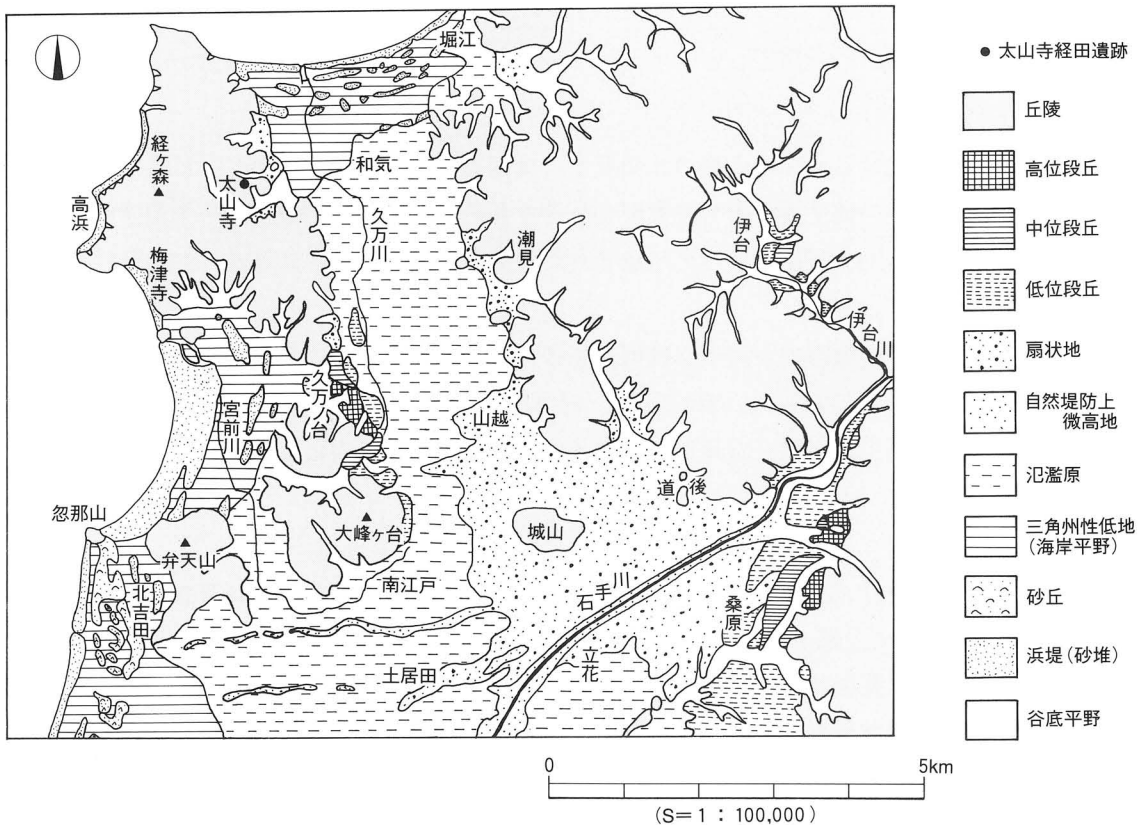 堀江
経ヶ森
太山寺
和気
高浜
久万川
潮見
伊台
梅津寺
伊台川
久万ノ台
山越
宮前川
道後
忽那山
城山
大峰ヶ台
弁天山
石手川
南江戸
北吉田
桑原
立花
土居田
太山寺経田遺跡
丘陵
高位段丘
中位段丘
低位段丘
扇状地
自然堤防上
微高地
氾濫原
三角州性低地
(海岸平野)
砂丘
浜堤(砂堆)
谷底平野
0 5km
(S=1:100,000)